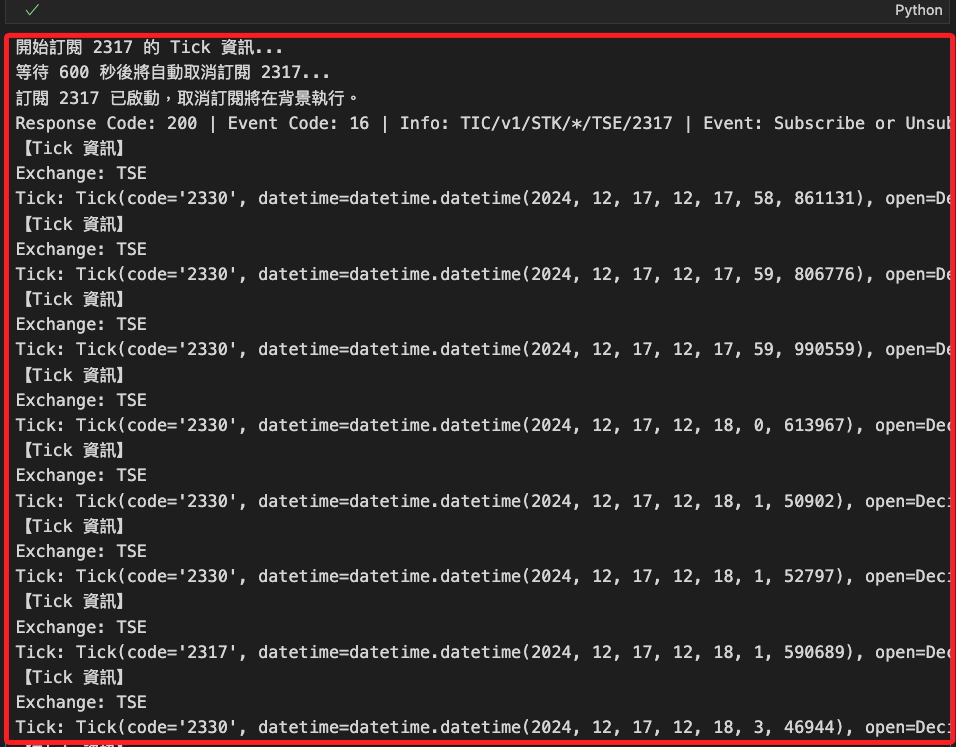 Python
開始訂閱 2317 的 Tick 資訊...
等待 600 秒後將自動取消訂閱 2317...
訂閱 2317 已啟動，取消訂閱將在背景執行。
Response Code: 200 | Event Code: 16 | Info: TIC/v1/STK/*/TSE/2317 | Event: Subscribe or Unsub
【Tick 資訊】
Exchange: TSE
Tick: Tick(code='2330', datetime=datetime.datetime(2024, 12, 17, 12, 17, 58, 861131), open=De
【Tick 資訊】
Exchange: TSE
Tick: Tick(code='2330', datetime=datetime.datetime(2024, 12, 17, 12, 17, 59, 806776), open=De
【Tick 資訊】
Exchange: TSE
Tick: Tick(code='2330', datetime=datetime.datetime(2024, 12, 17, 12, 17, 59, 990559), open=De
【Tick 資訊】
Exchange: TSE
Tick: Tick(code='2330', datetime=datetime.datetime(2024, 12, 17, 12, 18, 0, 613967), open=Dec
【Tick 資訊】
Exchange: TSE
Tick: Tick(code='2330', datetime=datetime.datetime(2024, 12, 17, 12, 18, 1, 50902), open=Deci
【Tick 資訊】
Exchange: TSE
Tick: Tick(code='2330', datetime=datetime.datetime(2024, 12, 17, 12, 18, 1, 52797), open=Deci
【Tick 資訊】
Exchange: TSE
Tick: Tick(code='2317', datetime=datetime.datetime(2024, 12, 17, 12, 18, 1, 590689), open=Dec
【Tick 資訊】
Exchange: TSE
Tick: Tick(code='2330', datetime=datetime.datetime(2024, 12, 17, 12, 18, 3, 46944), open=Deci